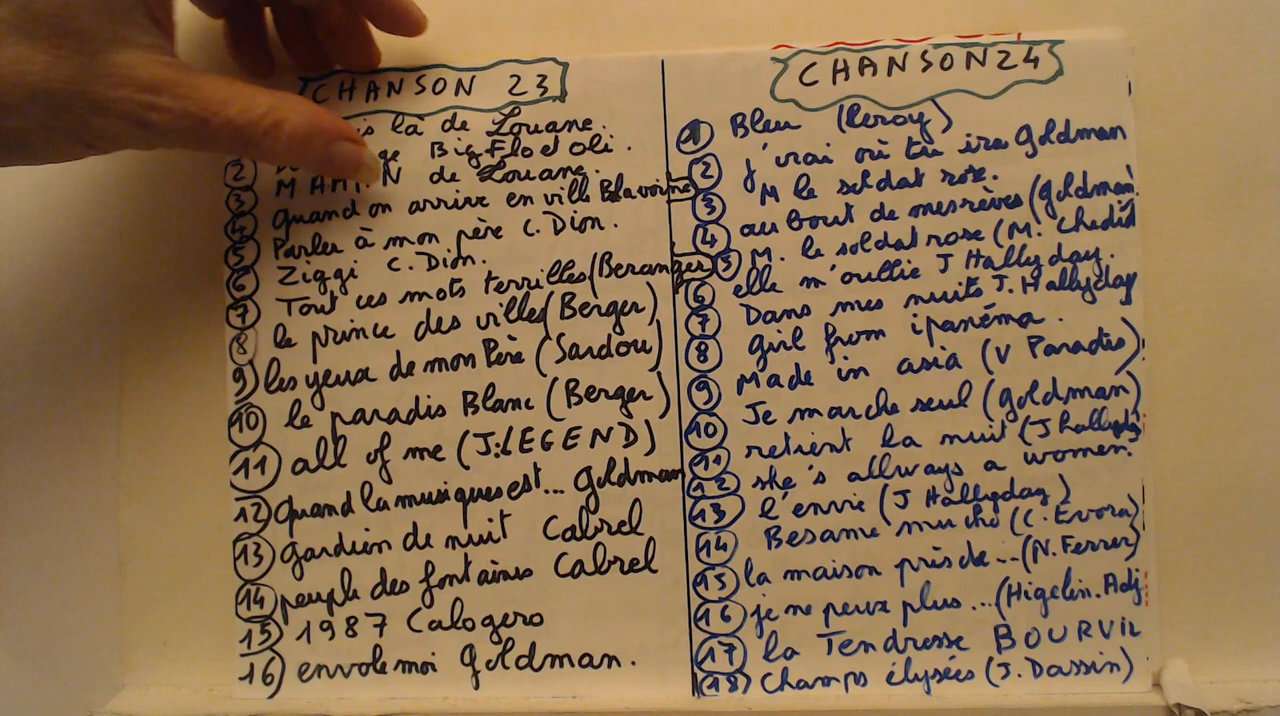 CHANSON 23
là de Louane.
2 BigFlo et oli.
3 MAMAN de Louane.
4 quand on arrive en ville Blavoine
5 Parler à mon père C. Dion.
6 Ziggi C. Dion.
7 Tout ces mots terribles (Beranger
8 le prince des villes (Berger)
9) les yeux de mon Père (Sardou)
10 le paradis Blanc (Berger)
11 all of me (J. LEGEND)
12) quand la musiques est... Goldman
13 gardien de nuit Cabrel
14 peuple des fontaines Cabrel
15) 1987 Calogero
16) envole moi Goldman.
CHANSON 24
1 Bleu (leroy)
2 j'irai où tu iras Goldman
3 M le soldat rose.
4 au bout de mes rèves (goldman)
5 M. le soldat rose (M. Chedid
6 elle m'oullie J Hallyday.
7 Dans mes nuits J. Hallyday
8 girl from ipanéma.
9 Made in asia (V Paradis)
10 Je marche seul (goldman)
11 retient la nuit (J hallyday
12 she's allways a women.
13 l'envie (J Hallyday)
14 Besame mucho (C. Evora)
15 la maison près de... (N. Ferrer)
16 je ne peux plus... (Higelin. Adj
17 la Tendresse BOURVIL
18) Champs élysées (J. Dassin)